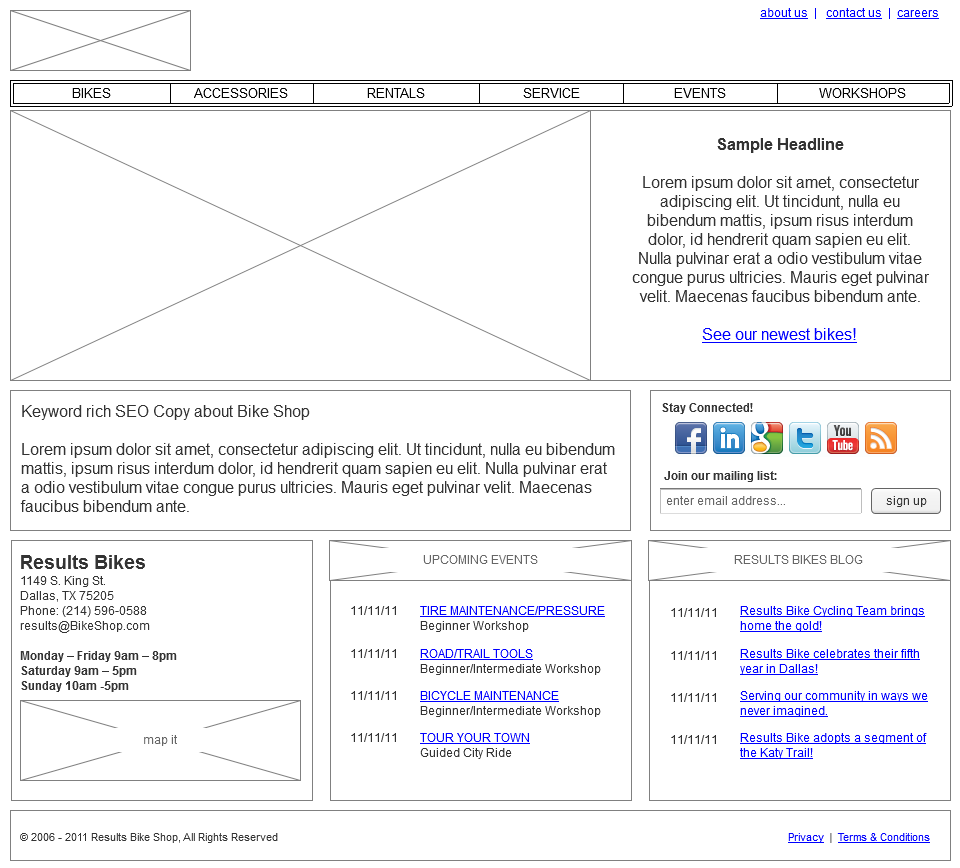 about us | contact us | careers
BIKES ACCESSORIES RENTALS SERVICE EVENTS WORKSHOPS
Sample Headline
Lorem ipsum dolor sit amet, consectetur
adipiscing elit. Ut tincidunt, nulla eu
bibendum mattis, ipsum risus interdum
dolor, id hendrerit quam sapien eu elit.
Nulla pulvinar erat a odio vestibulum vitae
congue purus ultricies. Mauris eget pulvinar
velit. Maecenas faucibus bibendum ante.
See our newest bikes!
Keyword rich SEO Copy about Bike Shop
Lorem ipsum dolor sit amet, consectetur adipiscing elit. Ut tincidunt, nulla eu bibendum
mattis, ipsum risus interdum dolor, id hendrerit quam sapien eu elit. Nulla pulvinar erat
a odio vestibulum vitae congue purus ultricies. Mauris eget pulvinar velit. Maecenas
faucibus bibendum ante.
Stay Connected!
f in g t You Tube
Join our mailing list:
enter email address... sign up
Results Bikes
1149 S. King St.
Dallas, TX 75205
Phone: (214) 596-0588
results@BikeShop.com
Monday – Friday 9am – 8pm
Saturday 9am – 5pm
Sunday 10am -5pm
map it
UPCOMING EVENTS
11/11/11 TIRE MAINTENANCE/PRESSURE
Beginner Workshop
11/11/11 ROAD/TRAIL TOOLS
Beginner/Intermediate Workshop
11/11/11 BICYCLE MAINTENANCE
Beginner/Intermediate Workshop
11/11/11 TOUR YOUR TOWN
Guided City Ride
RESULTS BIKES BLOG
11/11/11 Results Bike Cycling Team brings
home the gold!
11/11/11 Results Bike celebrates their fifth
year in Dallas!
11/11/11 Serving our community in ways we
never imagined.
11/11/11 Results Bike adopts a segment of
the Katy Trail!
© 2006 - 2011 Results Bike Shop, All Rights Reserved
Privacy | Terms & Conditions